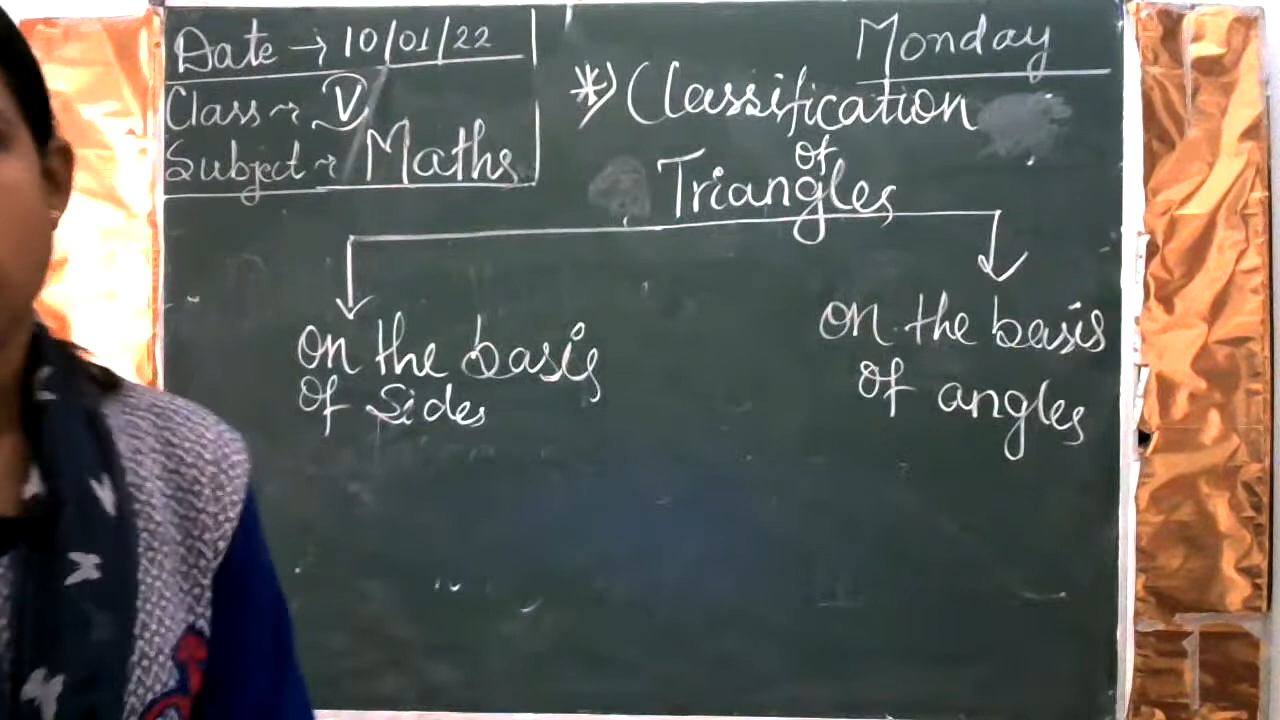 Date → 10/01/22
Class → V
Subject → Maths
Monday
*) Classification
of
Triangles
on the basis
of Sides
on the basis
of angles